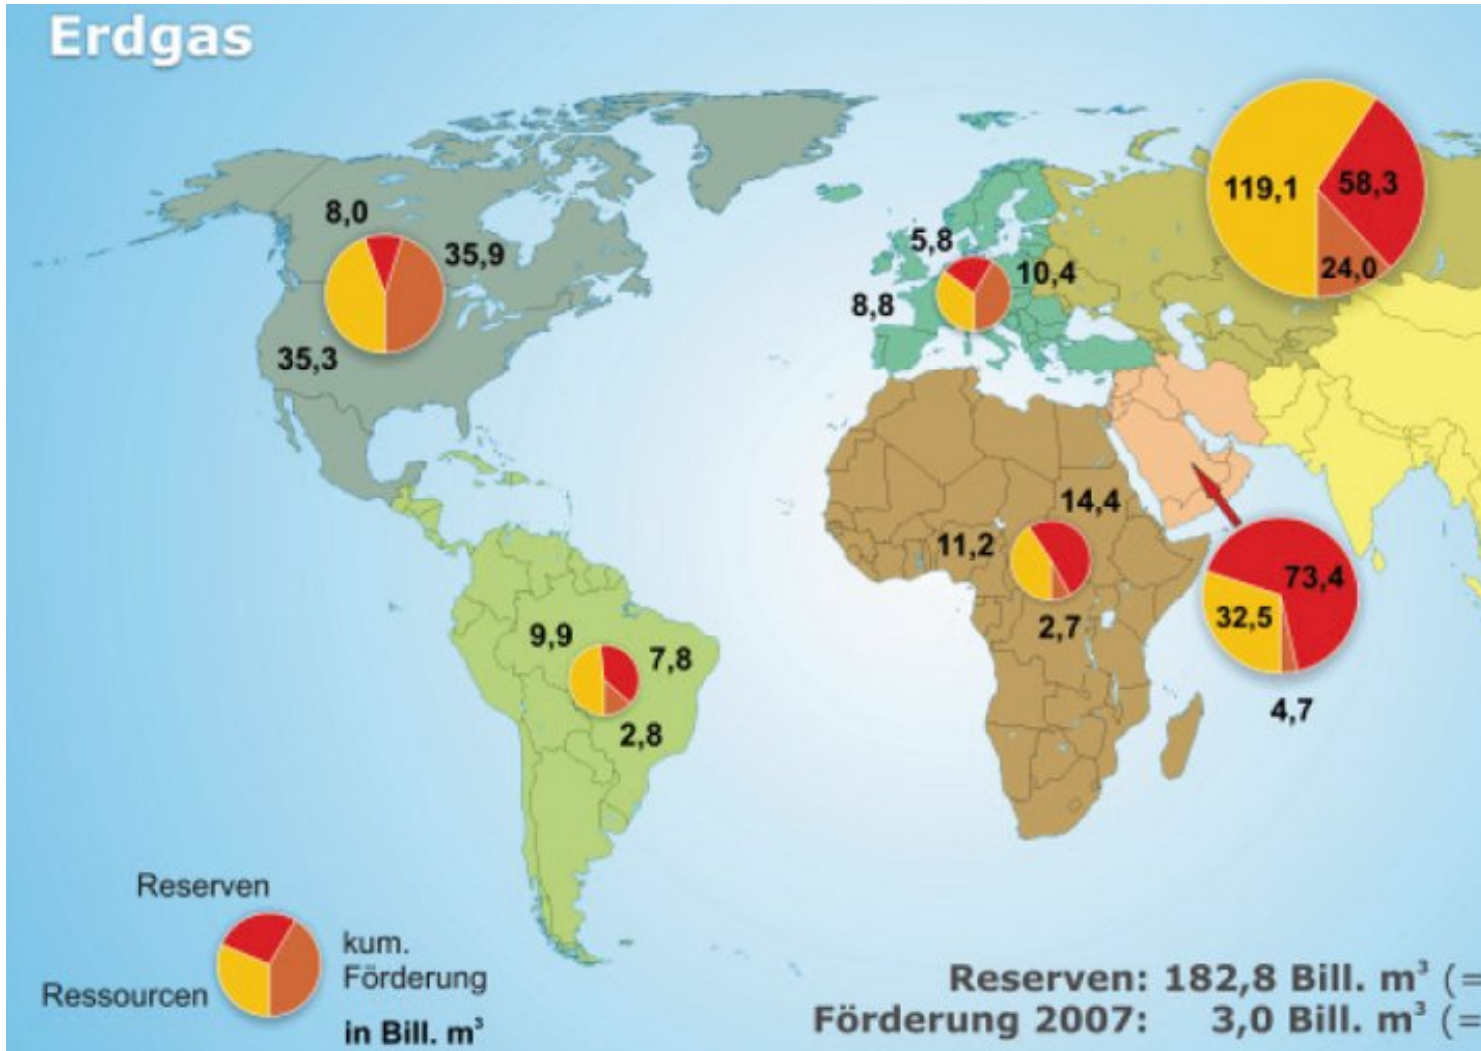 Erdgas
119,1
58,3
24,0
8,0
35,9
35,3
5,8
10,4
8,8
14,4
11,2
2,7
73,4
32,5
4,7
9,9
7,8
2,8
Reserven
kum.
Förderung
Ressourcen
in Bill. m³
Reserven: 182,8 Bill. m³ (=
Förderung 2007: 3,0 Bill. m³ (=